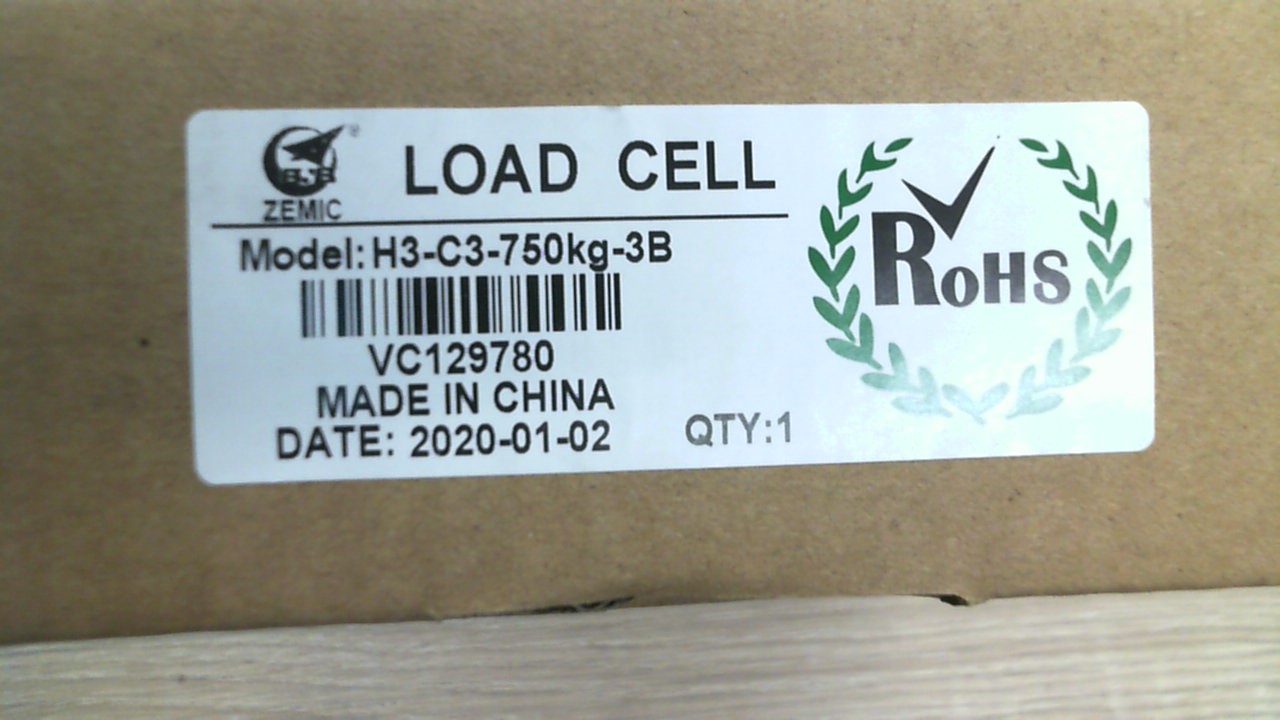 LOAD CELL
ZEMIC
Model:H3-C3-750kg-3B
VC129780
MADE IN CHINA
DATE: 2020-01-02
QTY:1
RoHS